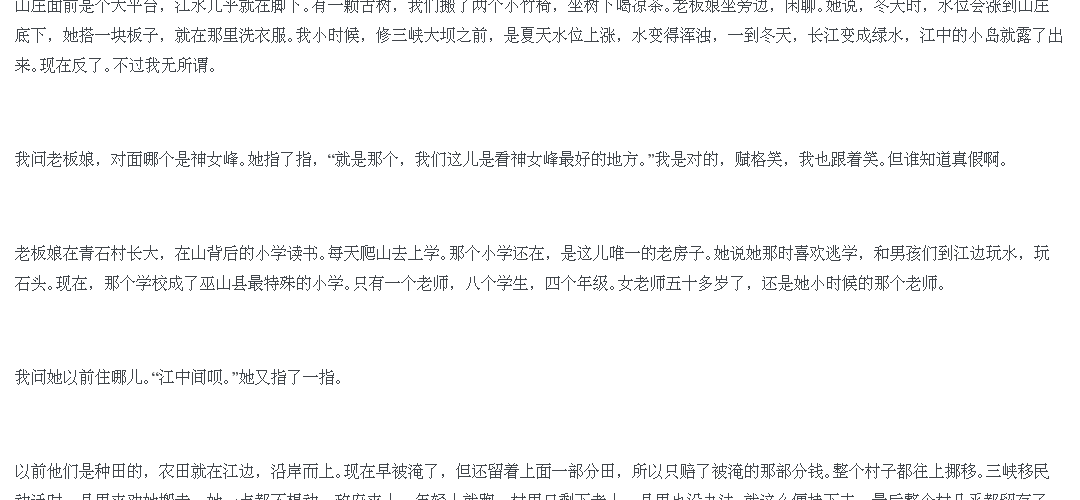 山庄面前是个大平台，江水几乎就在脚下。有一颗古树，我们搬了两个小竹椅，坐树下喝凉茶。老板娘坐旁边，闲聊。她说，冬天时，水位会涨到山庄
底下，她搭一块板子，就在那里洗衣服。我小时候，修三峡大坝之前，是夏天水位上涨，水变得浑浊，一到冬天，长江变成绿水，江中的小岛就露了出
来。现在反了。不过我无所谓。
我问老板娘，对面哪个是神女峰。她指了指，“就是那个，我们这儿是看神女峰最好的地方。”我是对的，赋格笑，我也跟着笑。但谁知道真假啊。
老板娘在青石村长大，在山背后的小学读书。每天爬山去上学。那个小学还在，是这儿唯一的老房子。她说她那时喜欢逃学，和男孩们到江边玩水，玩
石头。现在，那个学校成了巫山县最特殊的小学。只有一个老师，八个学生，四个年级。女老师五十多岁了，还是她小时候的那个老师。
我问她以前住哪儿。“江中间呗。”她又指了一指。
以前他们是种田的，农田就在江边，沿岸而上。现在早被淹了，但还留着上面一部分田，所以只赔了被淹的那部分钱。整个村子都往上挪移。三峡移民